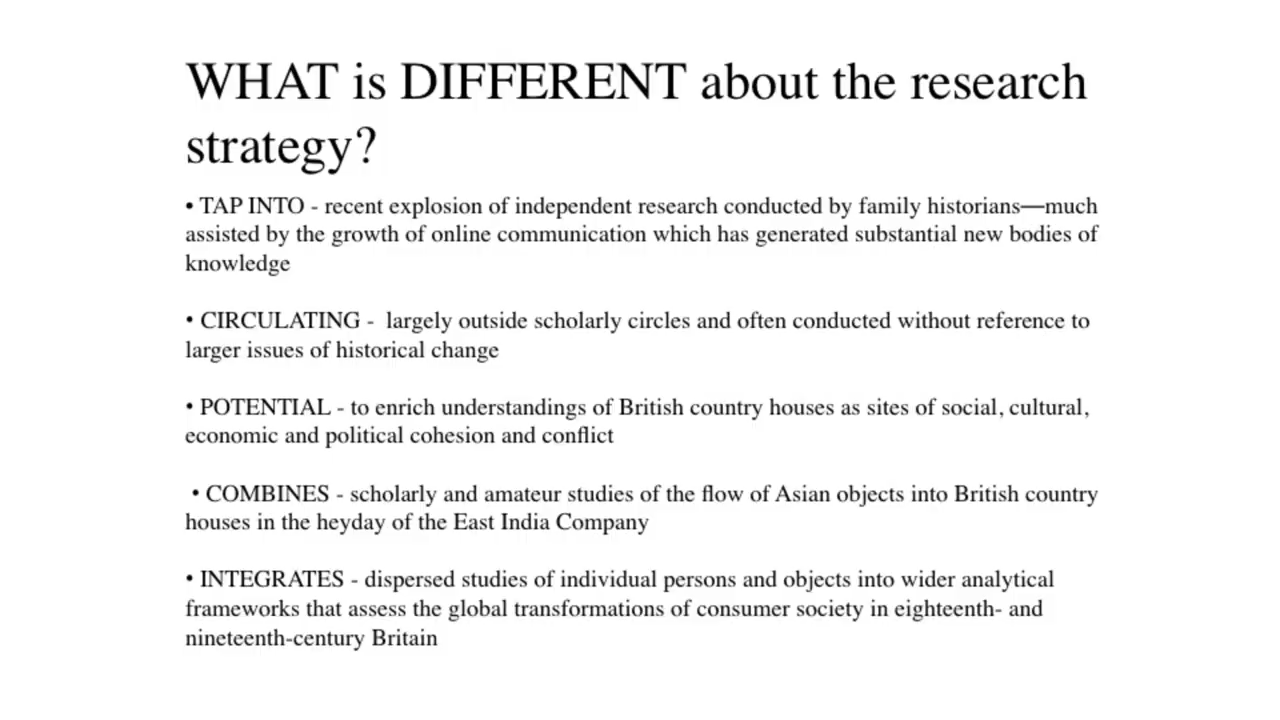 WHAT is DIFFERENT about the research
strategy?
• TAP INTO - recent explosion of independent research conducted by family historians—much
assisted by the growth of online communication which has generated substantial new bodies of
knowledge
• CIRCULATING -  largely outside scholarly circles and often conducted without reference to
larger issues of historical change
• POTENTIAL - to enrich understandings of British country houses as sites of social, cultural,
economic and political cohesion and conflict
• COMBINES - scholarly and amateur studies of the flow of Asian objects into British country
houses in the heyday of the East India Company
• INTEGRATES - dispersed studies of individual persons and objects into wider analytical
frameworks that assess the global transformations of consumer society in eighteenth- and
nineteenth-century Britain